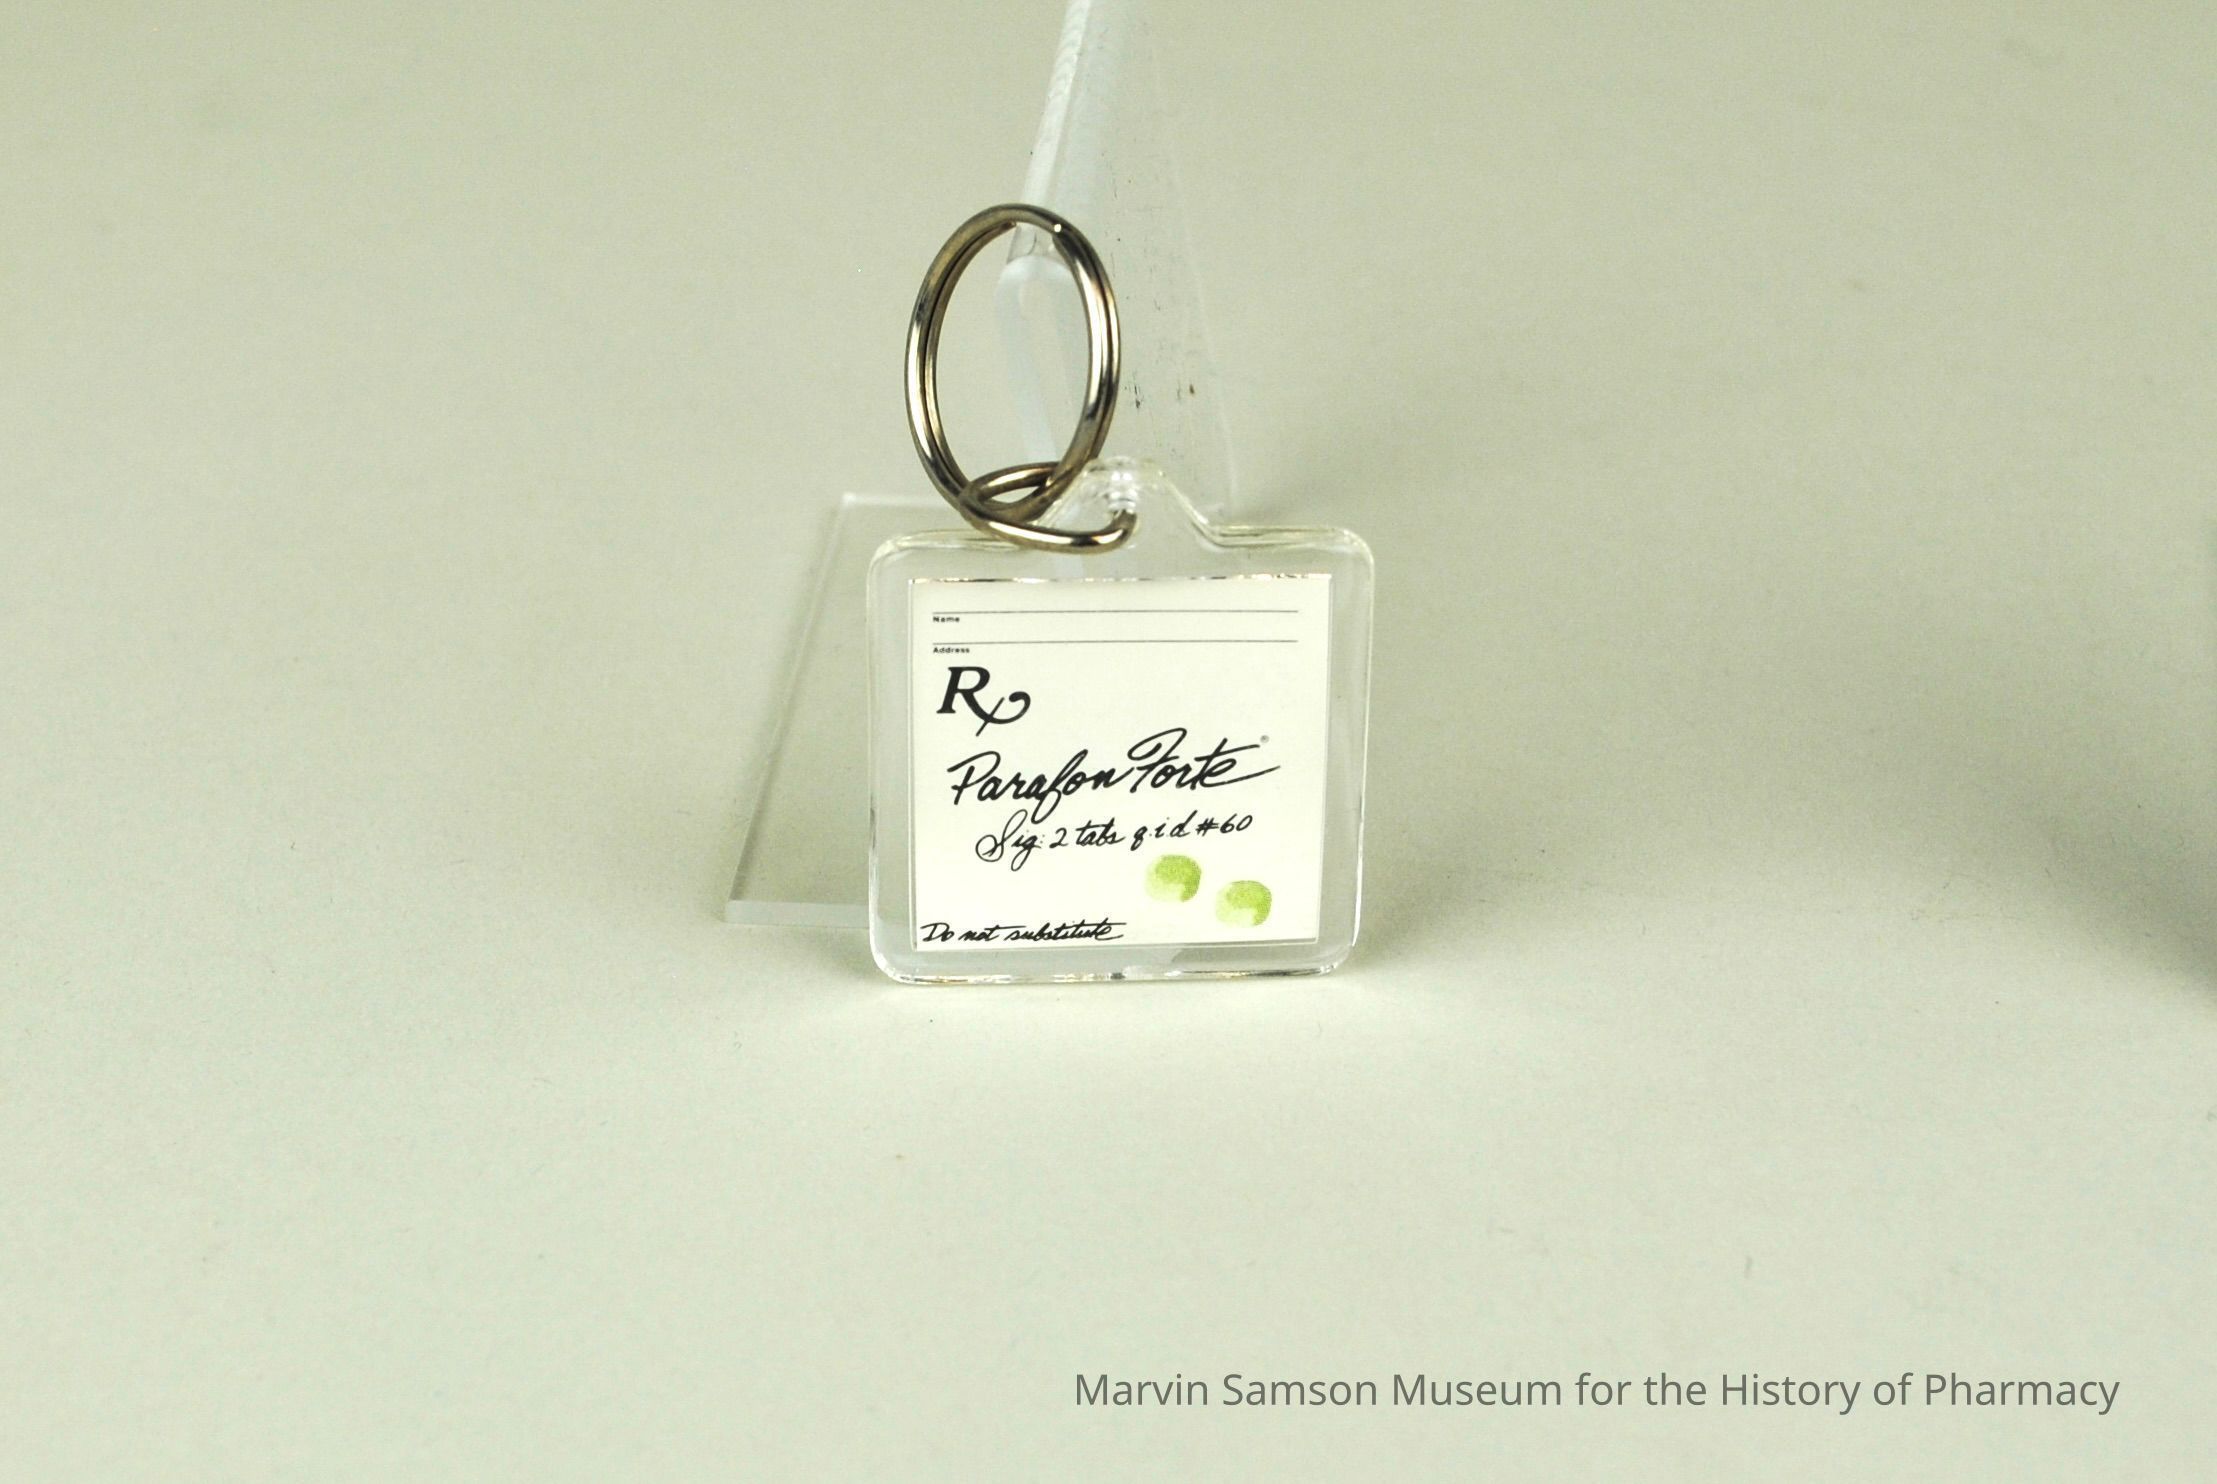 Name
Address
Rx
Parafon Forte®
Sig: 2 tabs q.i.d #60
Do not substitute
Marvin Samson Museum for the History of Pharmacy